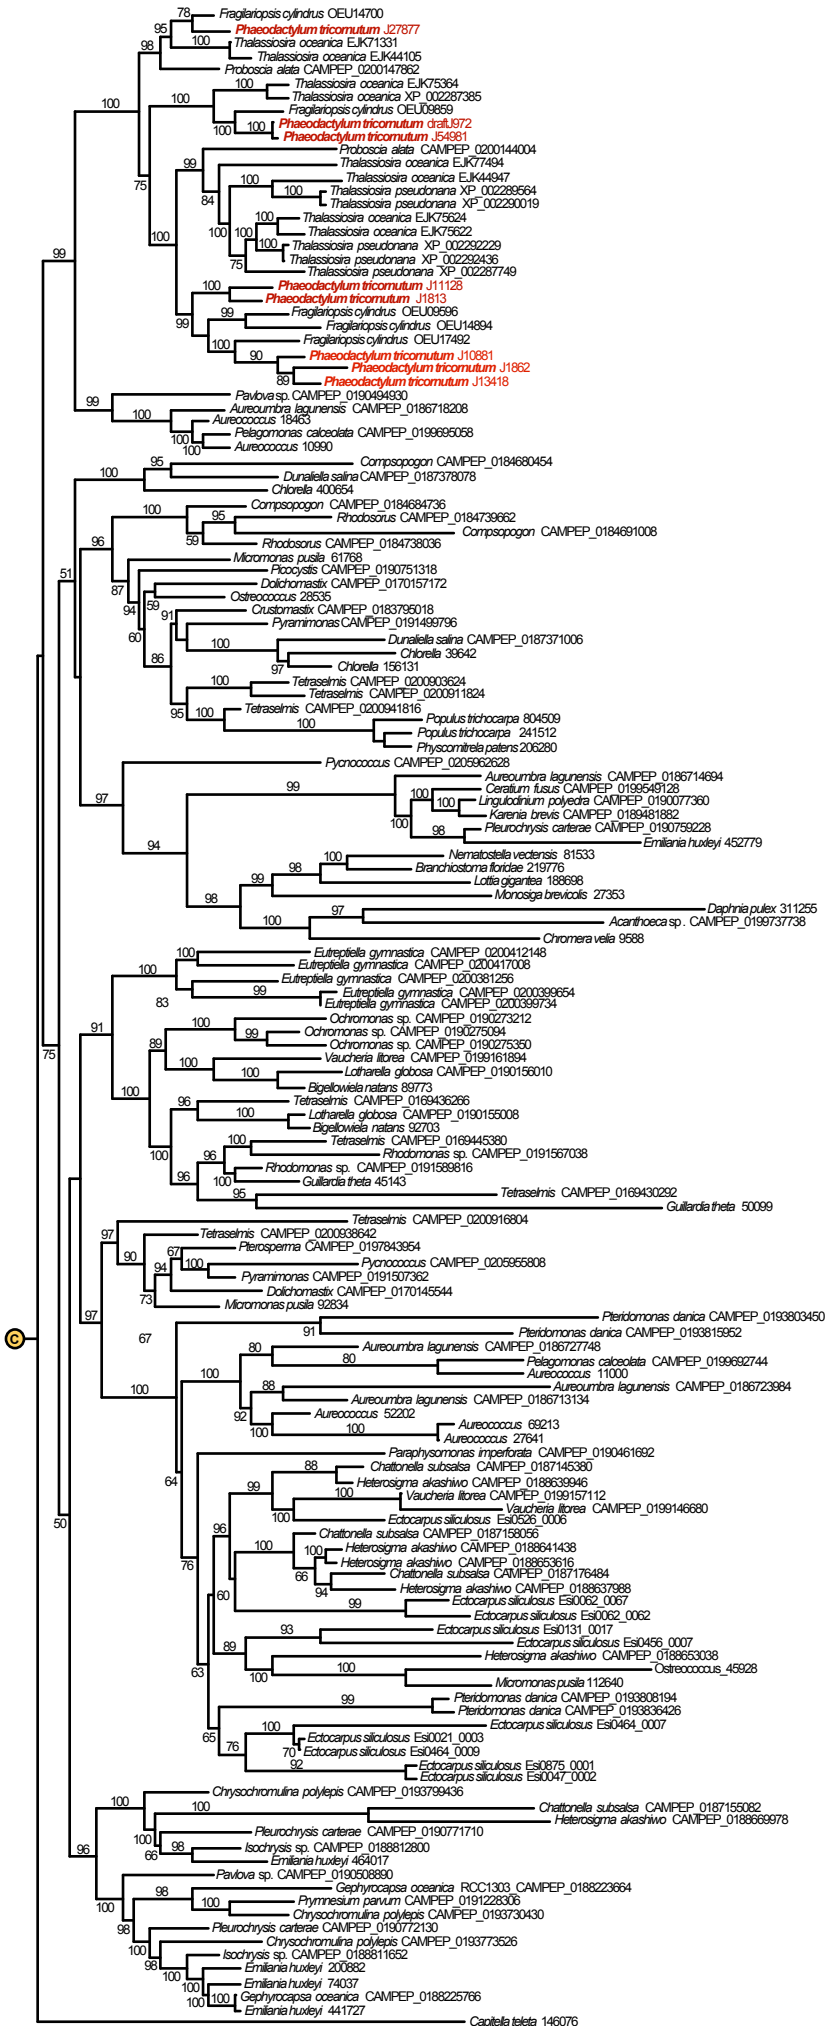 78
Fragilariopsis cylindrus OEU14700
95
Phaeodactylum tricornutum J27877
98
100
Thalassiosira oceanica EJK71331
Thalassiosira oceanica EJK44105
Proboscia alata CAMPEP_0200147862
100
Thalassiosira oceanica EJK75364
100
100
Thalassiosira oceanica XP_002287385
Fragilariopsis cylindrus OEU09859
100
100
Phaeodactylum tricornutum draftJ972
Phaeodactylum tricornutum J54981
Proboscia alata CAMPEP_0200144004
99
Thalassiosira oceanica EJK77494
75
84
100
Thalassiosira oceanica EJK44947
100
Thalassiosira pseudonana XP_002289564
Thalassiosira pseudonana XP_002290019
100
100
100
Thalassiosira oceanica EJK75624
Thalassiosira oceanica EJK75622
100
100
Thalassiosira pseudonana XP_002292229
99
75
Thalassiosira pseudonana XP_002292436
Thalassiosira pseudonana XP_002287749
100
Phaeodactylum tricornutum J11128
Phaeodactylum tricornutum J1813
99
99
Fragilariopsis cylindrus OEU09596
Fragilariopsis cylindrus OEU14894
100
Fragilariopsis cylindrus OEU17492
90
Phaeodactylum tricornutum J10881
Phaeodactylum tricornutum J1862
89
Phaeodactylum tricornutum J13418
99
Pavlova sp. CAMPEP_0190494930
100
Aureoumbra lagunensis CAMPEP_0186718208
Aureococcus 18463
100
Pelagomonas calceolata CAMPEP_0199695058
100
Aureococcus 10990
95
Compsopogon CAMPEP_0184680454
100
Dunaliella salina CAMPEP_0187378078
Chlorella 400654
100
Compsopogon CAMPEP_0184684736
95
Rhodosorus CAMPEP_0184739662
96
59
Compsopogon CAMPEP_0184691008
Rhodosorus CAMPEP_0184738036
Micromonas pusila 61768
51
Picocystis CAMPEP_0190751318
87
Dolichomastix CAMPEP_0170157172
94
59
Ostreococcus 28535
91
Crustomastix CAMPEP_0183795018
60
Pyramimonas CAMPEP_0191499796
100
Dunaliella salina CAMPEP_0187371006
86
Chlorella 39642
97
Chlorella 156131
100
Tetraselmis CAMPEP_0200903624
Tetraselmis CAMPEP_0200911824
95
100
Tetraselmis CAMPEP_0200941816
100
Populus trichocarpa 804509
Populus trichocarpa 241512
Physcomitrela patens 206280
Pycnococcus CAMPEP_0205962628
97
99
Aureoumbra lagunensis CAMPEP_0186714694
100
Ceratium fusus CAMPEP_0199549128
100
Lingulodinium polyedra CAMPEP_0190077360
100
Karenia brevis CAMPEP_0189481882
98
Pleurochrysis carterae CAMPEP_0190759228
Emiliania huxleyi 452779
94
100
Nematostella vectensis 81533
98
Branchiostoma floridae 219776
99
Lottia gigantea 188698
98
Monosiga brevicolis 27353
97
Daphnia pulex 311255
100
Acanthoeca sp. CAMPEP_0199737738
Chromera velia 9588
100
Eutreptiella gymnastica CAMPEP_0200412148
100
Eutreptiella gymnastica CAMPEP_0200417008
Eutreptiella gymnastica CAMPEP_0200381256
99
Eutreptiella gymnastica CAMPEP_0200399654
83
Eutreptiella gymnastica CAMPEP_0200399734
91
100
Ochromonas sp. CAMPEP_0190273212
99
Ochromonas sp. CAMPEP_0190275094
89
Ochromonas sp. CAMPEP_0190275350
75
100
Vaucheria litorea CAMPEP_0199161894
100
Lotharella globosa CAMPEP_0190156010
100
Bigellowiela natans 89773
96
Tetraselmis CAMPEP_0169436266
100
Lotharella globosa CAMPEP_0190155008
Bigellowiela natans 92703
100
100
Tetraselmis CAMPEP_0169445380
96
Rhodomonas sp. CAMPEP_0191567038
Rhodomonas sp. CAMPEP_0191589816
96
100
Guillardia theta 45143
95
Tetraselmis CAMPEP_0169430292
Guillardia theta 50099
Tetraselmis CAMPEP_0200916804
97
Tetraselmis CAMPEP_0200938642
90
67
Pterosperma CAMPEP_0197843954
94
100
Pycnococcus CAMPEP_0205955808
Pyramimonas CAMPEP_0191507362
73
Dolichomastix CAMPEP_0170145544
Micromonas pusila 92834
97
Pteridomonas danica CAMPEP_0193803450
67
91
Pteridomonas danica CAMPEP_0193815952
C
80
Aureoumbra lagunensis CAMPEP_0186727748
80
Pelagomonas calceolata CAMPEP_0199692744
100
Aureococcus 11000
100
88
Aureoumbra lagunensis CAMPEP_0186723984
Aureoumbra lagunensis CAMPEP_0186713134
92
Aureococcus 52202
100
100
Aureococcus 69213
Aureococcus 27641
Paraphysomonas imperforata CAMPEP_0190461692
64
88
Chattonella subsalsa CAMPEP_0187145380
99
Heterosigma akashiwo CAMPEP_0188639946
100
Vaucheria litorea CAMPEP_0199157112
Vaucheria litorea CAMPEP_0199146680
100
Ectocarpus siliculosus Esi0526_0006
50
96
Chattonella subsalsa CAMPEP_0187158056
100
100
Heterosigma akashiwo CAMPEP_0188641438
76
Heterosigma akashiwo CAMPEP_0188653616
66
Chattonella subsalsa CAMPEP_0187176484
94
Heterosigma akashiwo CAMPEP_0188637988
60
99
Ectocarpus siliculosus Esi0062_0067
Ectocarpus siliculosus Esi0062_0062
93
Ectocarpus siliculosus Esi0131_0017
89
Ectocarpus siliculosus Esi0456_0007
Heterosigma akashiwo CAMPEP_0188653038
63
100
100
Ostreococcus_45928
Micromonas pusila 112640
99
Pteridomonas danica CAMPEP_0193808194
Pteridomonas danica CAMPEP_0193836426
65
100
Ectocarpus siliculosus Esi0464_0007
76
Ectocarpus siliculosus Esi0021_0003
70
Ectocarpus siliculosus Esi0464_0009
92
Ectocarpus siliculosus Esi0875_0001
Ectocarpus siliculosus Esi0047_0002
Chrysochromulina polylepis CAMPEP_0193799436
100
100
Chattonella subsalsa CAMPEP_0187155082
Heterosigma akashiwo CAMPEP_0188669978
100
Pleurochrysis carterae CAMPEP_0190771710
96
66
98
Isochrysis sp. CAMPEP_0188812800
Emiliania huxleyi 464017
Pavlova sp. CAMPEP_0190508890
98
Gephyrocapsa oceanica RCC1303_CAMPEP_0188223664
100
100
Prymnesium parvum CAMPEP_0191228306
Chrysochromulina polylepis CAMPEP_0193730430
98
Pleurochrysis carterae CAMPEP_0190772130
100
Chrysochromulina polylepis CAMPEP_0193773526
98
Isochrysis sp. CAMPEP_0188811652
100
Emiliania huxleyi 200882
100
Emiliania huxleyi 74037
100
100
Gephyrocapsa oceanica CAMPEP_0188225766
Emiliania huxleyi 441727
Capitella teleta 146076